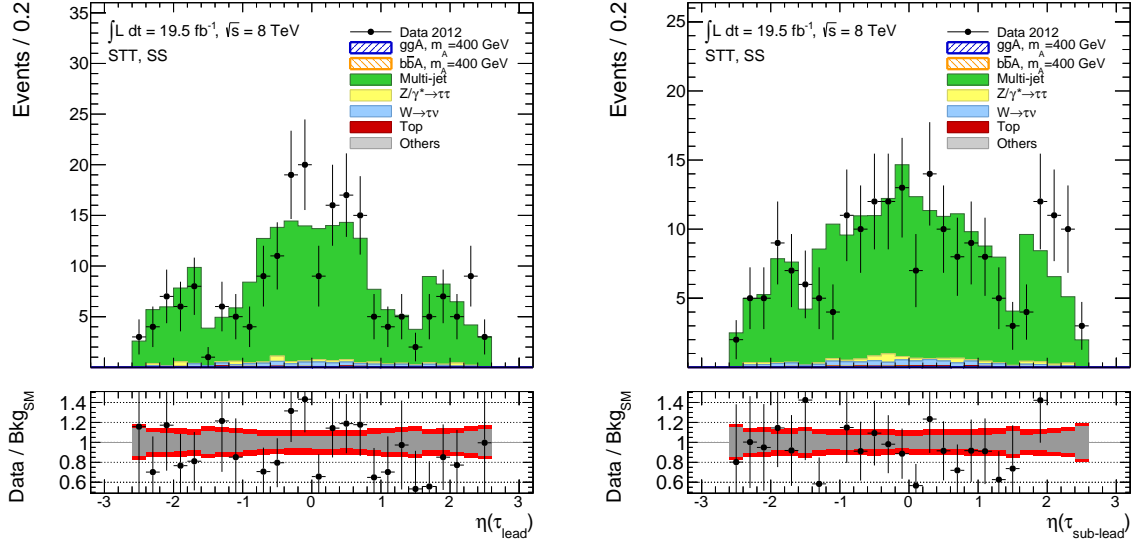 Events / 0.2
35
30
25
20
15
10
5
∫L dt = 19.5 fb⁻¹, √s = 8 TeV
STT, SS
Data 2012
ggA, m_A=400 GeV
bb̄A, m_A=400 GeV
Multi-jet
Z/γ*→ττ
W→τν
Top
Others
Data / Bkg_SM
1.4
1.2
1
0.8
0.6
-3 -2 -1 0 1 2 3
η(τ_lead)
Events / 0.2
25
20
15
10
5
∫L dt = 19.5 fb⁻¹, √s = 8 TeV
STT, SS
Data 2012
ggA, m_A=400 GeV
bb̄A, m_A=400 GeV
Multi-jet
Z/γ*→ττ
W→τν
Top
Others
Data / Bkg_SM
1.4
1.2
1
0.8
0.6
-3 -2 -1 0 1 2 3
η(τ_sub-lead)